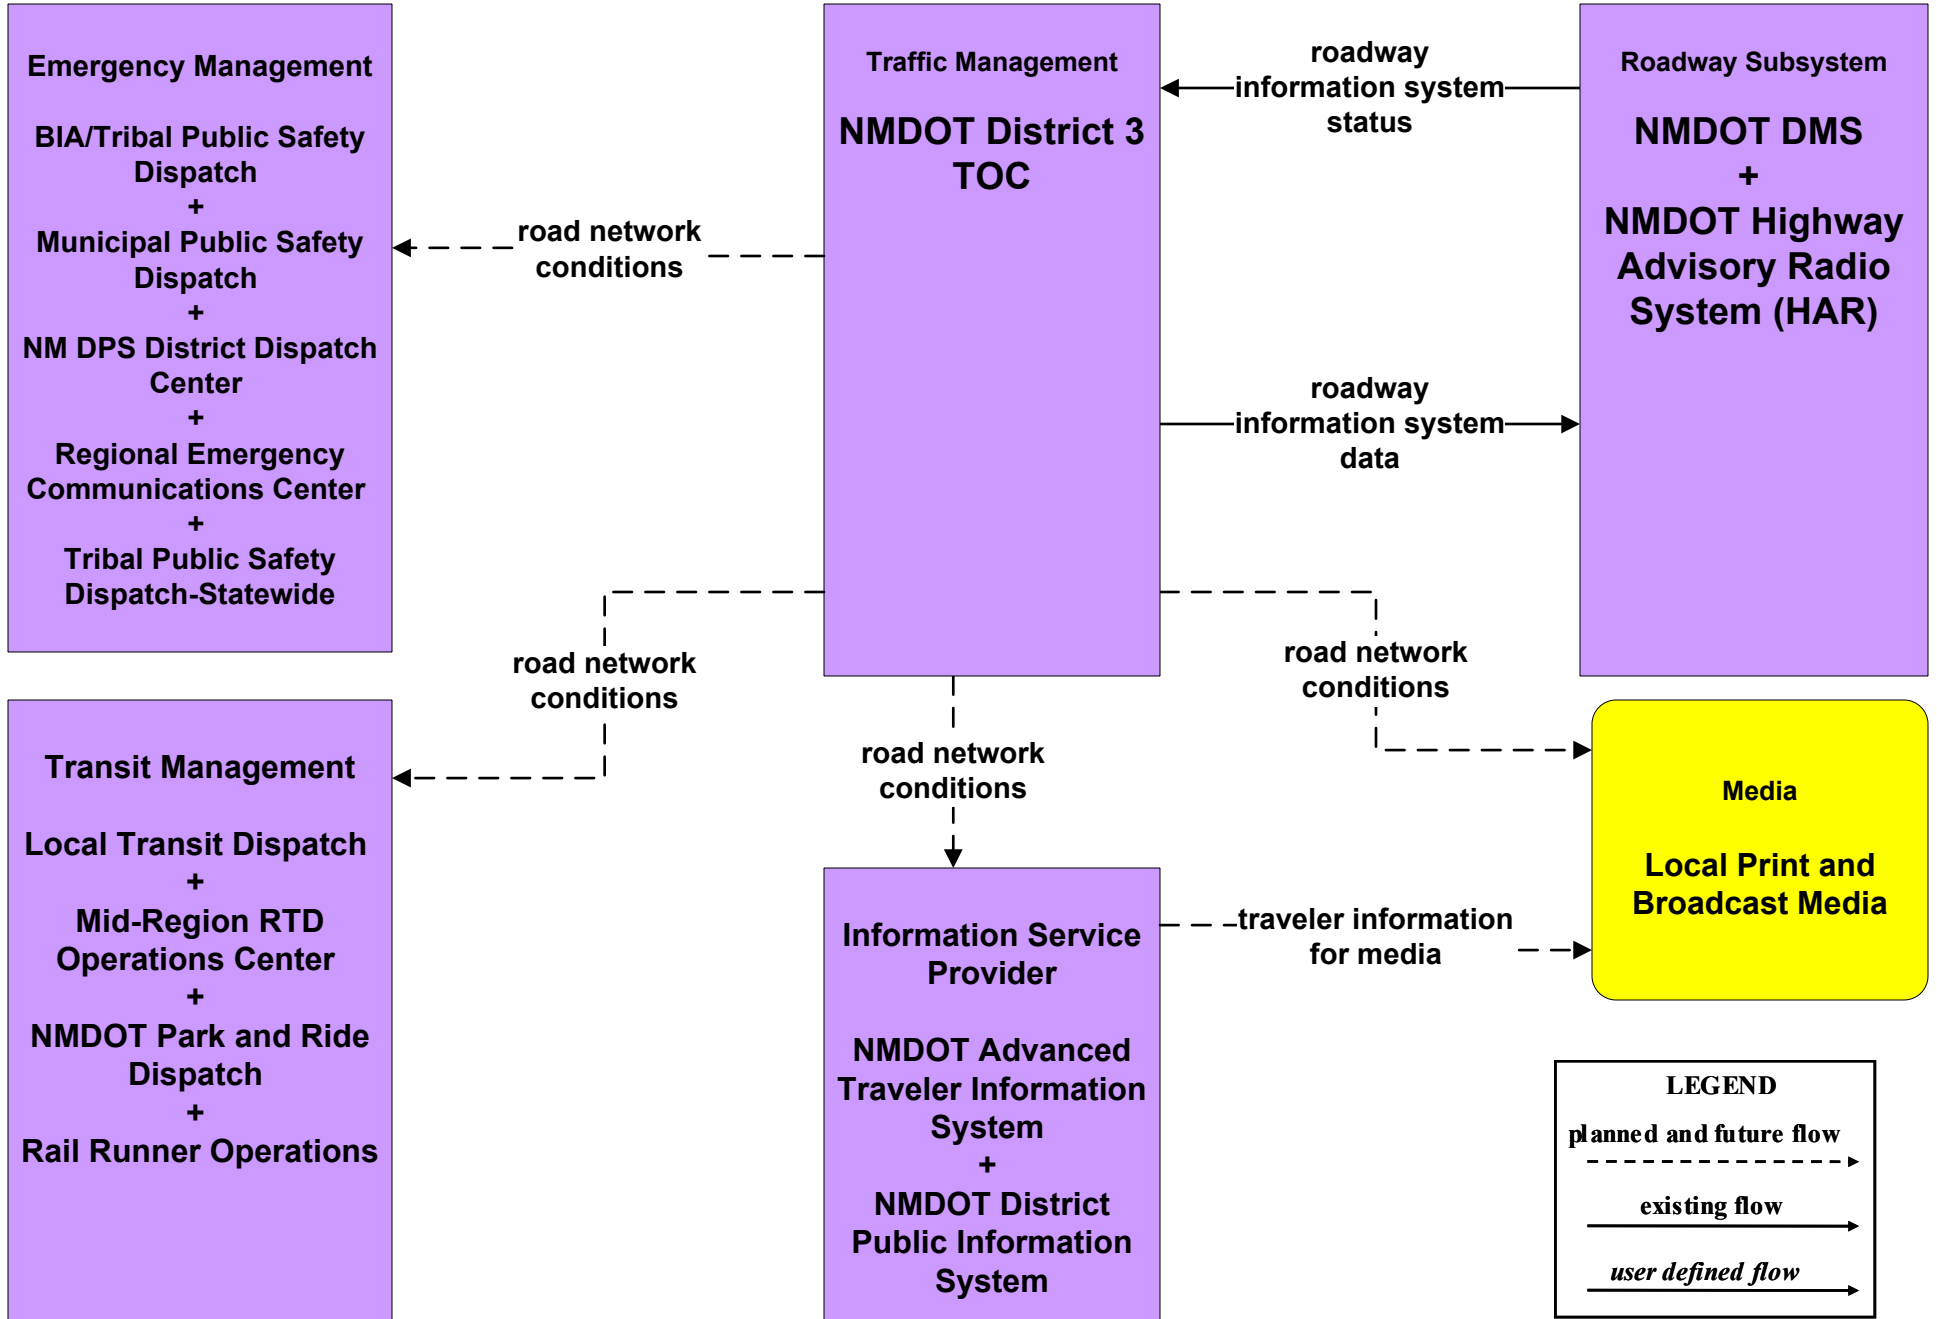 Emergency Management
BIA/Tribal Public Safety
Dispatch
+
Municipal Public Safety
Dispatch
+
NM DPS District Dispatch
Center
+
Regional Emergency
Communications Center
+
Tribal Public Safety
Dispatch-Statewide
Traffic Management
NMDOT District 3
TOC
roadway
information system
status
Roadway Subsystem
NMDOT DMS
+
NMDOT Highway
Advisory Radio
System (HAR)
road network
conditions
roadway
information system
data
road network
conditions
road network
conditions
road network
conditions
Transit Management
Local Transit Dispatch
+
Mid-Region RTD
Operations Center
+
NMDOT Park and Ride
Dispatch
+
Rail Runner Operations
Information Service
Provider
NMDOT Advanced
Traveler Information
System
+
NMDOT District
Public Information
System
traveler information
for media
Media
Local Print and
Broadcast Media
LEGEND
planned and future flow
existing flow
user defined flow